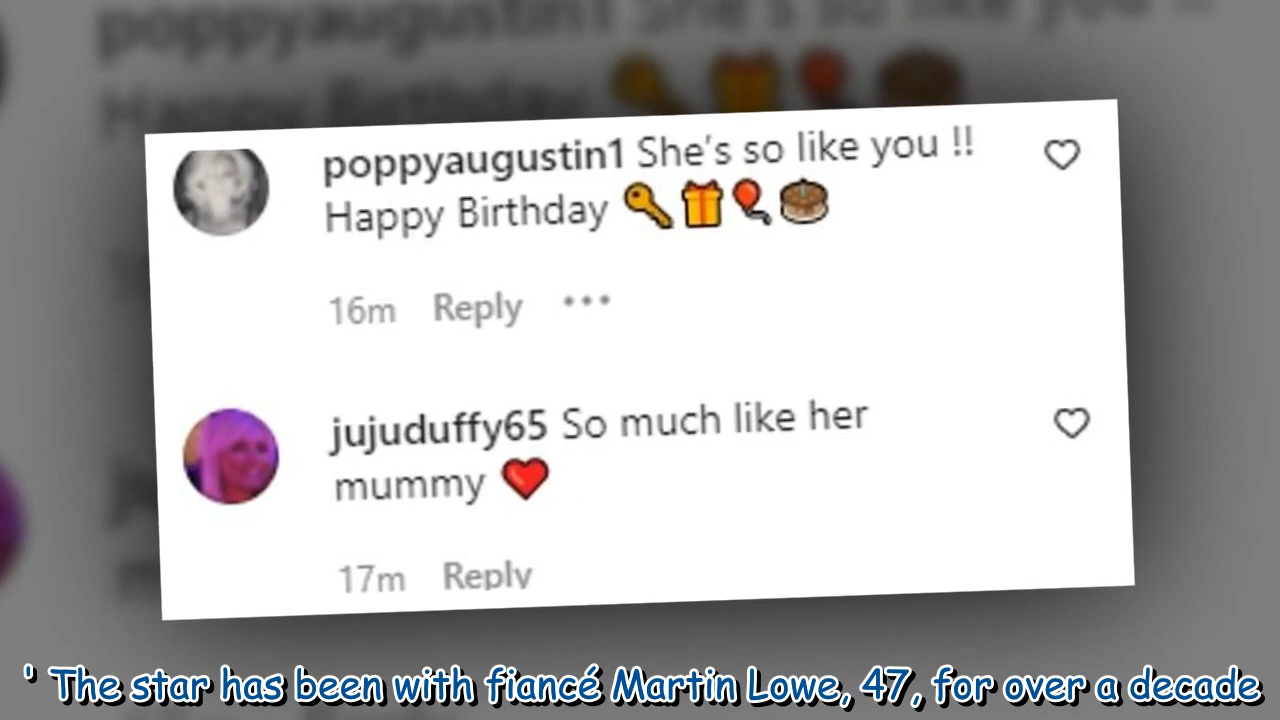 poppyaugustin1 She's so like you !!
Happy Birthday 🔑🎁🎈🎂
16m Reply •••
jujuduffy65 So much like her
mummy ❤️
17m Reply
' The star has been with fiancé Martin Lowe, 47, for over a decade